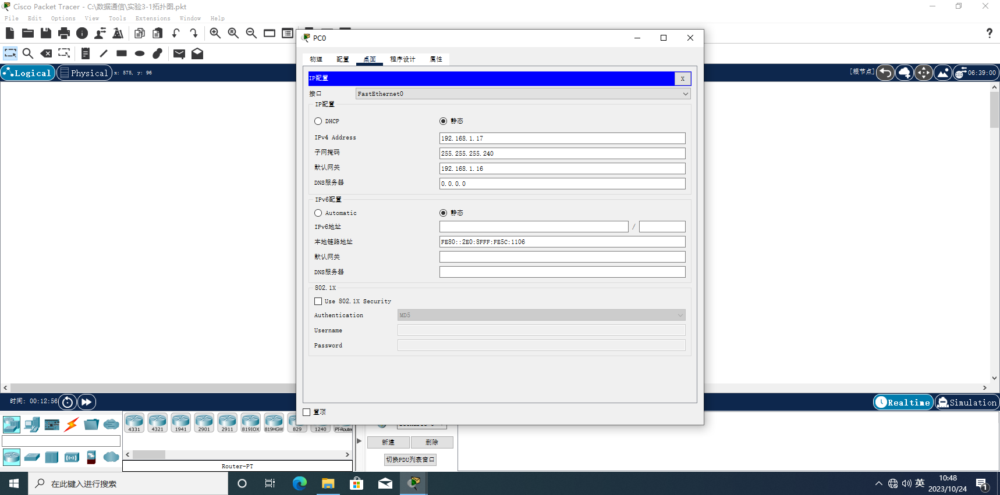 Cisco Packet Tracer - C:\数据通信\实验3-1拓扑图.pkt
File Edit Options View Tools Extensions Window Help
PC0
物理 配置 桌面 程序设计 属性
Logical Physical x: 575, y: 96
[根节点] 06:39:00
IP配置 X
接口 FastEthernet0
IP配置
DHCP 静态
IPv4 Address 192.168.1.17
子网掩码 255.255.255.240
默认网关 192.168.1.16
DNS服务器 0.0.0.0
IPv6配置
Automatic 静态
IPv6地址 /
本地链路地址 FE80::2E0:8FFF:FE5C:1106
默认网关
DNS服务器
802.1X
Use 802.1X Security
Authentication MD5
Username
Password
置顶
时间: 00:12:56
Realtime Simulation
4331 4321 1941 2901 2911 819IOX 819HGW 829 1240 PT-Router
新建 删除
切换PDU列表窗口
Router-PT
在此键入进行搜索
英
10:48
2023/10/24
1